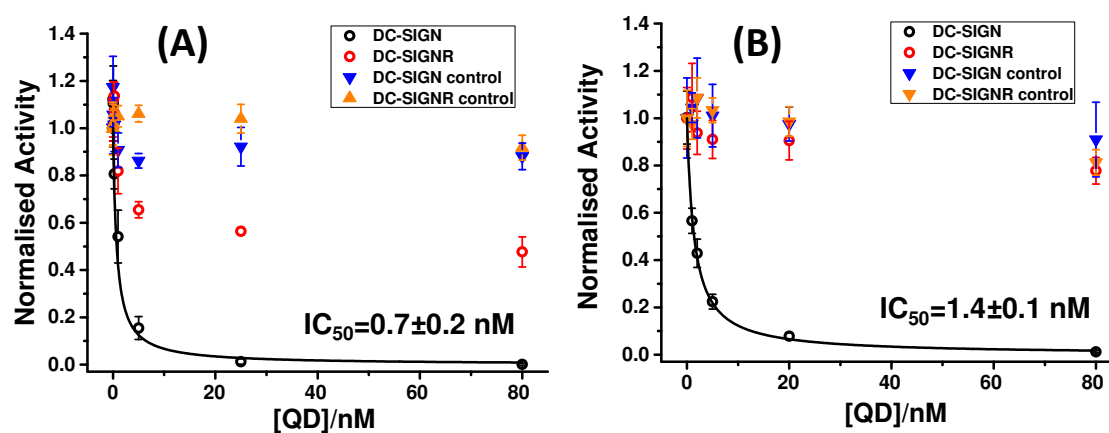 (A)
DC-SIGN
DC-SIGNR
DC-SIGN control
DC-SIGNR control
1.4
1.2
1.0
0.8
0.6
0.4
0.2
0.0
Normalised Activity
IC50=0.7±0.2 nM
0 20 40 60 80
[QD]/nM
(B)
DC-SIGN
DC-SIGNR
DC-SIGN control
DC-SIGNR control
1.4
1.2
1.0
0.8
0.6
0.4
0.2
0.0
Normalised Activity
IC50=1.4±0.1 nM
0 20 40 60 80
[QD]/nM